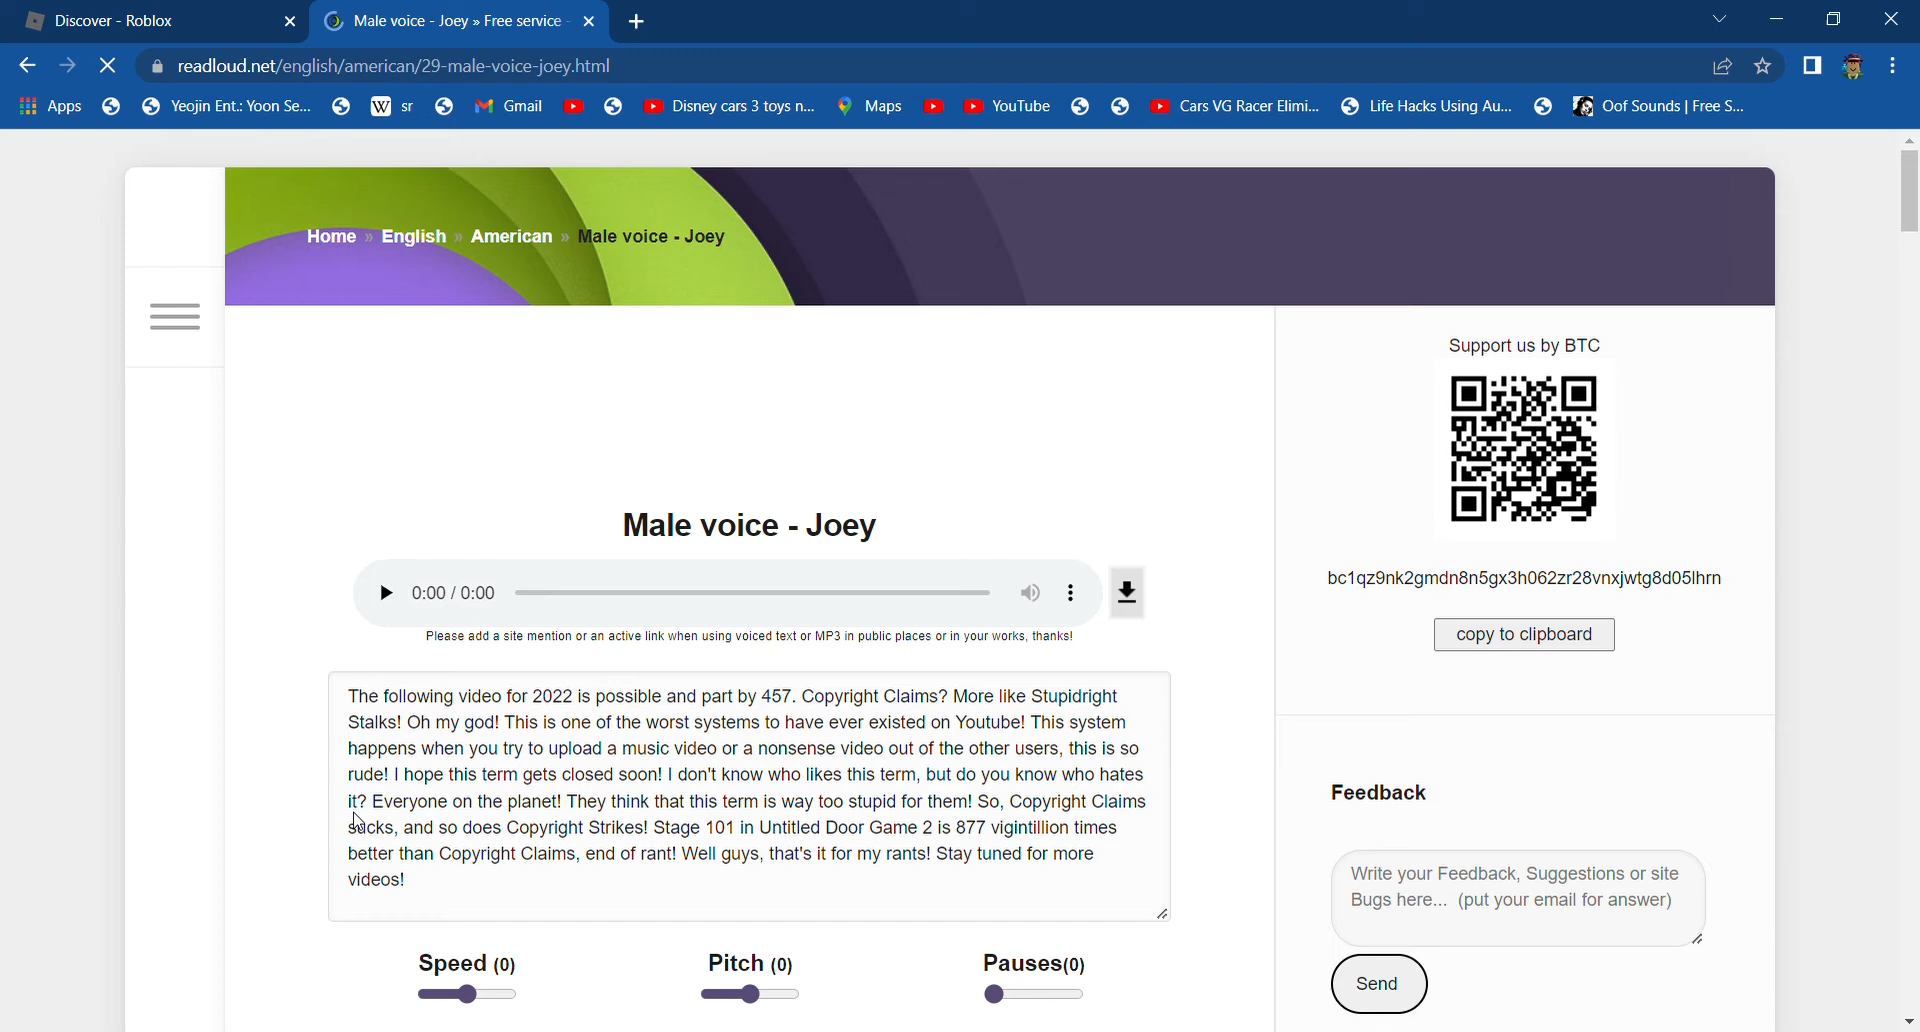 Discover - Roblox
Male voice - Joey » Free service
readloud.net/english/american/29-male-voice-joey.html
Apps
Yeojin Ent.: Yoon Se...
W sr
Gmail
Disney cars 3 toys n...
Maps
YouTube
Cars VG Racer Elimi...
Life Hacks Using Au...
Oof Sounds | Free S...
Home » English » American » Male voice - Joey
Male voice - Joey
0:00 / 0:00
Please add a site mention or an active link when using voiced text or MP3 in public places or in your works, thanks!
The following video for 2022 is possible and part by 457. Copyright Claims? More like Stupidright
Stalks! Oh my god! This is one of the worst systems to have ever existed on Youtube! This system
happens when you try to upload a music video or a nonsense video out of the other users, this is so
rude! I hope this term gets closed soon! I don't know who likes this term, but do you know who hates
it? Everyone on the planet! They think that this term is way too stupid for them! So, Copyright Claims
sucks, and so does Copyright Strikes! Stage 101 in Untitled Door Game 2 is 877 vigintillion times
better than Copyright Claims, end of rant! Well guys, that's it for my rants! Stay tuned for more
videos!
Speed (0)
Pitch (0)
Pauses(0)
Support us by BTC
bc1qz9nk2gmdn8n5gx3h062zr28vnxjwtg8d05lhrn
copy to clipboard
Feedback
Write your Feedback, Suggestions or site
Bugs here... (put your email for answer)
Send